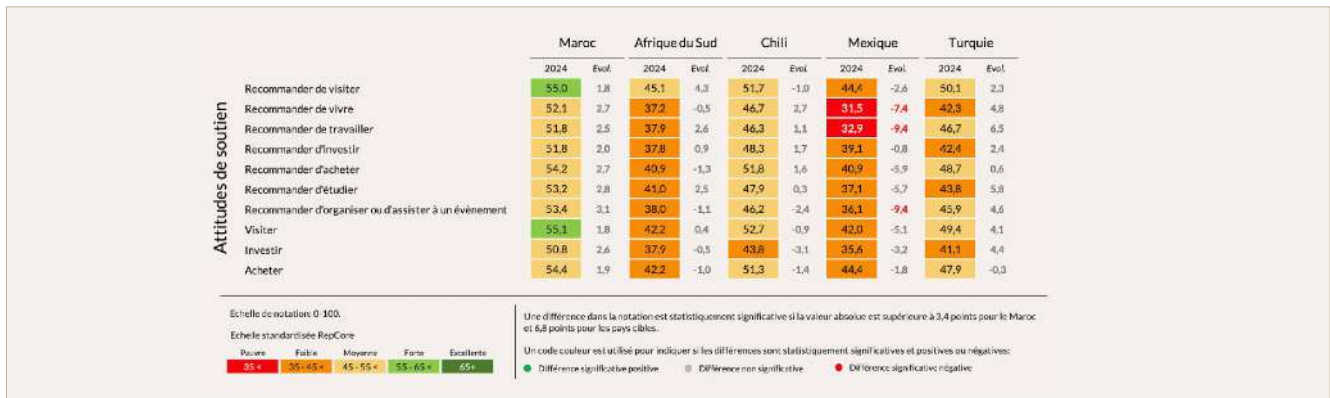 Maroc Afrique du Sud Chili Mexique Turquie
2024 Evol. 2024 Evol. 2024 Evol. 2024 Evol. 2024 Evol.
Attitudes de soutien
Recommander de visiter 55,0 1,8 45,1 4,3 51,7 -1,0 44,4 -2,6 50,1 2,3
Recommander de vivre 52,1 2,7 37,2 -0,5 46,7 2,7 31,5 -7,4 42,3 4,8
Recommander de travailler 51,8 2,5 37,9 2,6 46,3 1,1 32,9 -9,4 46,7 6,5
Recommander d'investir 51,8 2,0 37,8 0,9 48,3 1,7 39,1 -0,8 42,4 2,4
Recommander d'acheter 54,2 2,7 40,9 -1,3 51,8 1,6 40,9 -5,9 48,7 0,6
Recommander d'étudier 53,2 2,8 41,0 2,5 47,9 0,3 37,1 -5,7 43,8 5,8
Recommander d'organiser ou d'assister à un évènement 53,4 3,1 38,0 -1,1 46,2 -2,4 36,1 -9,4 45,9 4,6
Visiter 55,1 1,8 42,2 0,4 52,7 -0,9 42,0 -5,1 49,4 4,1
Investir 50,8 2,6 37,9 -0,5 43,8 -3,1 35,6 -3,2 41,1 4,4
Acheter 54,4 1,9 42,2 -1,0 51,3 -1,4 44,4 -1,8 47,9 -0,3
Echelle de notation: 0-100.
Echelle standardisée RepCore
Pauvre Faible Moyenne Forte Excellente
35 < 35 - 45 < 45 - 55 < 55 - 65 < 65+
Une différence dans la notation est statistiquement significative si la valeur absolue est supérieure à 3,4 points pour le Maroc
et 6,8 points pour les pays cibles.
Un code couleur est utilisé pour indiquer si les différences sont statistiquement significatives et positives ou négatives:
Différence significative positive Différence non significative Différence significative négative